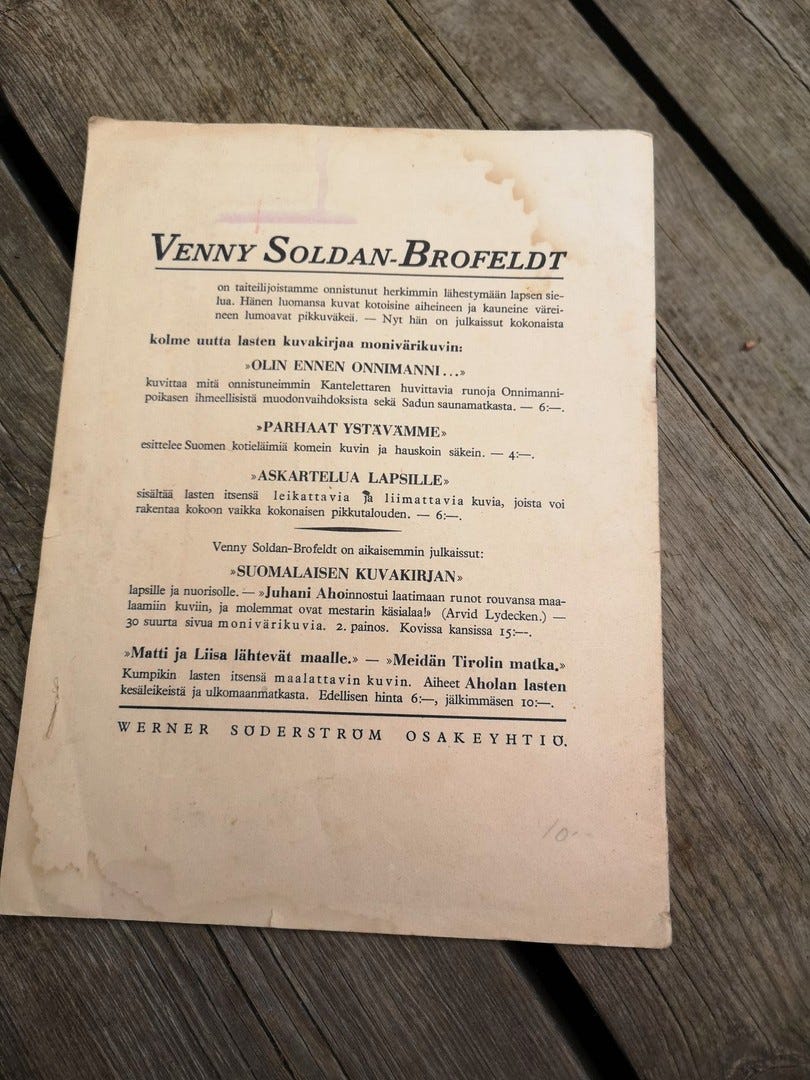 VENNY SOLDAN-BROFELDT
on taiteilijoistamme onnistunut herkimmin lähestymään lapsen sie-
lua. Hänen luomansa kuvat kotoisine aiheineen ja kauneine värei-
neen lumoavat pikkuväkeä. — Nyt hän on julkaissut kokonaista
kolme uutta lasten kuvakirjaa monivärikuvin:
»OLIN ENNEN ONNIMANNI...»
kuvittaa mitä onnistuneimmin Kantelettaren huvittavia runoja Onnimanni-
poikasen ihmeellisistä muodonvaihdoksista sekä Sadun saunamatkasta. — 6:—.
»PARHAAT YSTÄVÄMME»
esittelee Suomen kotieläimiä komein kuvin ja hauskoin säkein. — 4:—.
»ASKARTELUA LAPSILLE»
sisältää lasten itsensä leikattavia ja liimattavia kuvia, joista voi
rakentaa kokoon vaikka kokonaisen pikkutalouden. — 6:—.
Venny Soldan-Brofeldt on aikaisemmin julkaissut:
»SUOMALAISEN KUVAKIRJAN»
lapsille ja nuorisolle. — »Juhani Aho innostui laatimaan runot rouvansa maa-
laamiin kuviin, ja molemmat ovat mestarin käsialaa!» (Arvid Lydecken.) —
30 suurta sivua monivärikuvia. 2. painos. Kovissa kansissa 15:—.
»Matti ja Liisa lähtevät maalle.» — »Meidän Tirolin matka.»
Kumpikin lasten itsensä maalattavin kuvin. Aiheet Aholan lasten
kesäleikeistä ja ulkomaanmatkasta. Edellisen hinta 6:—, jälkimmäsen 10:—.
WERNER SÖDERSTRÖM OSAKEYHTIÖ.
10--